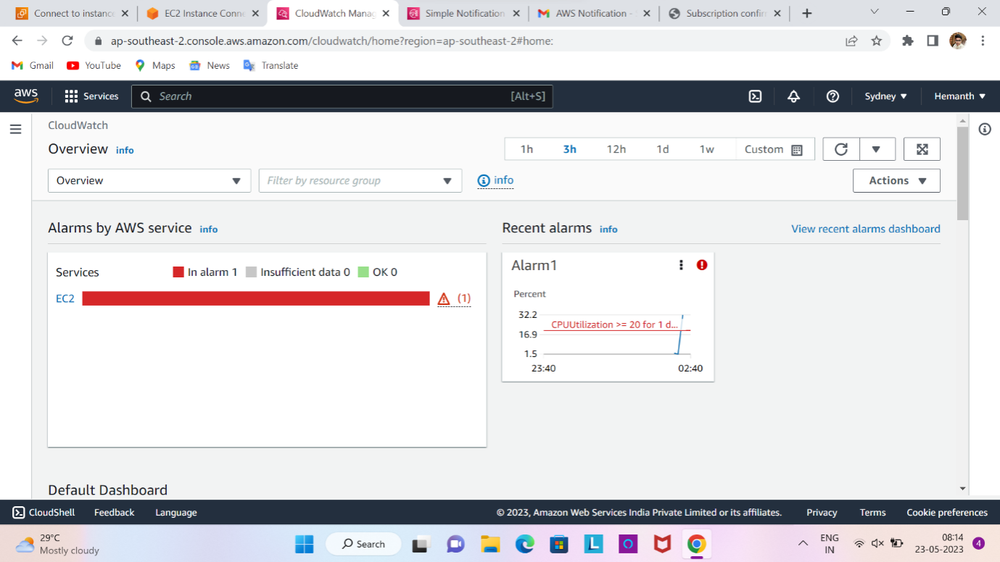 Connect to instance
EC2 Instance Conne
CloudWatch Manag
Simple Notification
AWS Notification -
Subscription confir
ap-southeast-2.console.aws.amazon.com/cloudwatch/home?region=ap-southeast-2#home:
Gmail YouTube Maps News Translate
aws Services Search [Alt+S] Sydney Hemanth
CloudWatch
Overview info
1h 3h 12h 1d 1w Custom
Overview Filter by resource group info Actions
Alarms by AWS service info
Recent alarms info View recent alarms dashboard
Services In alarm 1 Insufficient data 0 OK 0
EC2 (1)
Alarm1
Percent
32.2
CPUUtilization >= 20 for 1 d...
16.9
1.5
23:40 02:40
Default Dashboard
CloudShell Feedback Language © 2023, Amazon Web Services India Private Limited or its affiliates. Privacy Terms Cookie preferences
29°C
Mostly cloudy
Search
ENG
IN
08:14
23-05-2023
4